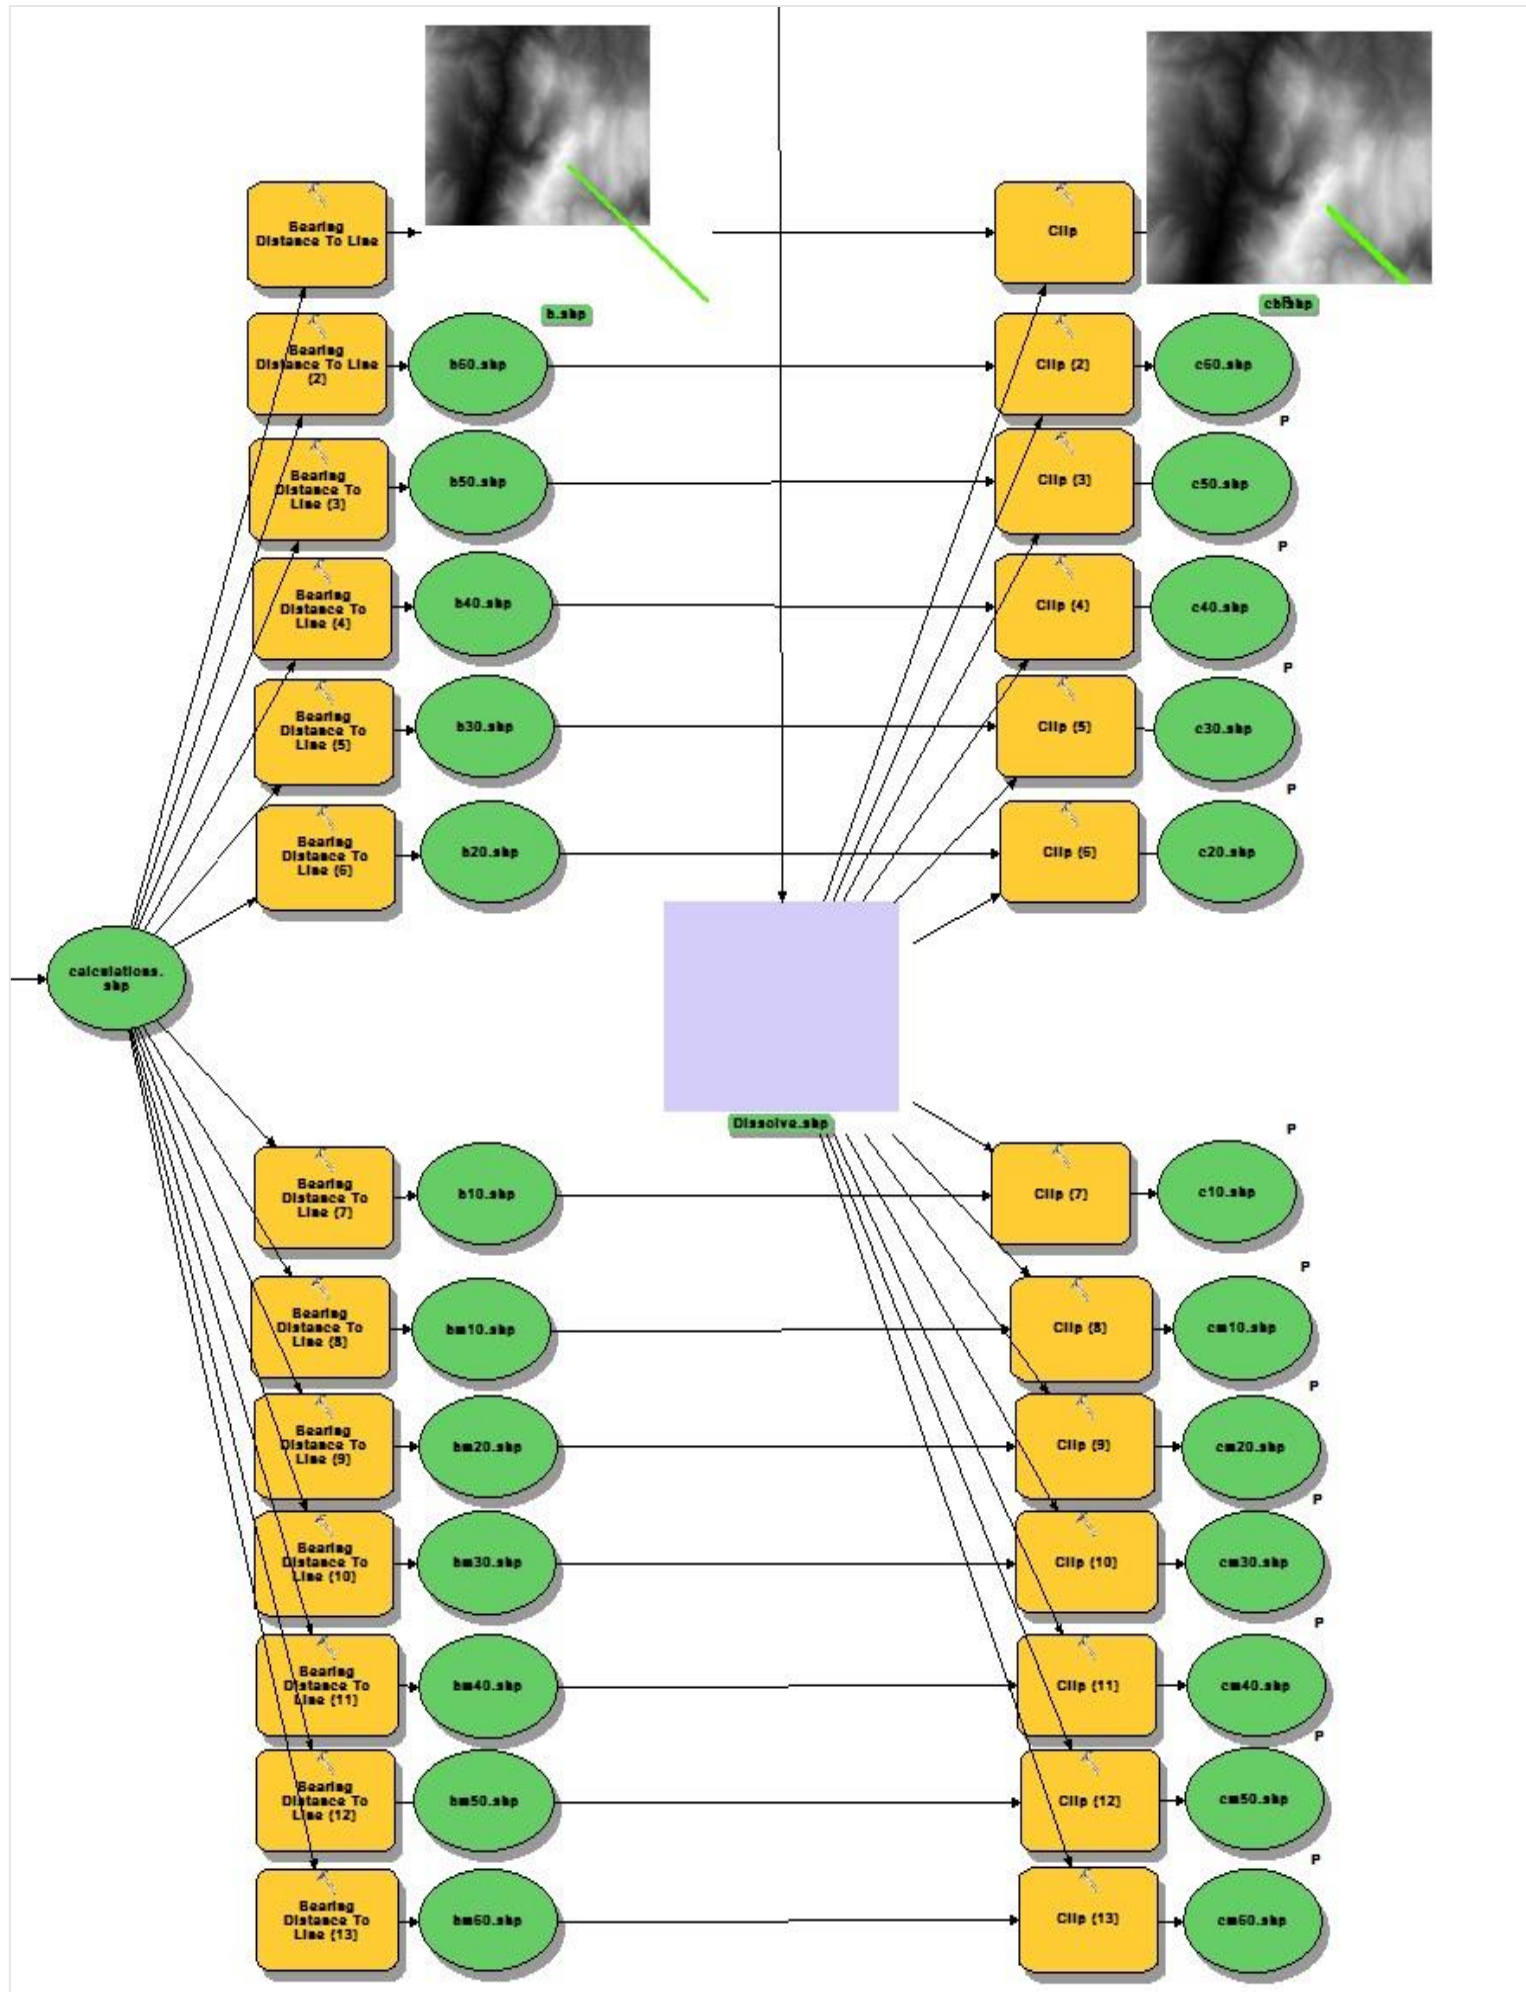 Bearing
Distance To Line
Clip
b.shp
Bearing
Distance To Line
(2)
b60.shp
Clip (2)
c60.shp
P
Bearing
Distance To
Line (3)
b50.shp
Clip (3)
c50.shp
P
Bearing
Distance To
Line (4)
b40.shp
Clip (4)
c40.shp
P
Bearing
Distance To
Line (5)
b30.shp
Clip (5)
c30.shp
P
Bearing
Distance To
Line (6)
b20.shp
Clip (6)
c20.shp
calculations.
shp
Dissolve.shp
P
Bearing
Distance To
Line (7)
b10.shp
Clip (7)
c10.shp
P
Bearing
Distance To
Line (8)
bm10.shp
Clip (8)
cm10.shp
P
Bearing
Distance To
Line (9)
bm20.shp
Clip (9)
cm20.shp
P
Bearing
Distance To
Line (10)
bm30.shp
Clip (10)
cm30.shp
P
Bearing
Distance To
Line (11)
bm40.shp
Clip (11)
cm40.shp
P
Bearing
Distance To
Line (12)
bm50.shp
Clip (12)
cm50.shp
P
Bearing
Distance To
Line (13)
bm60.shp
Clip (13)
cm60.shp